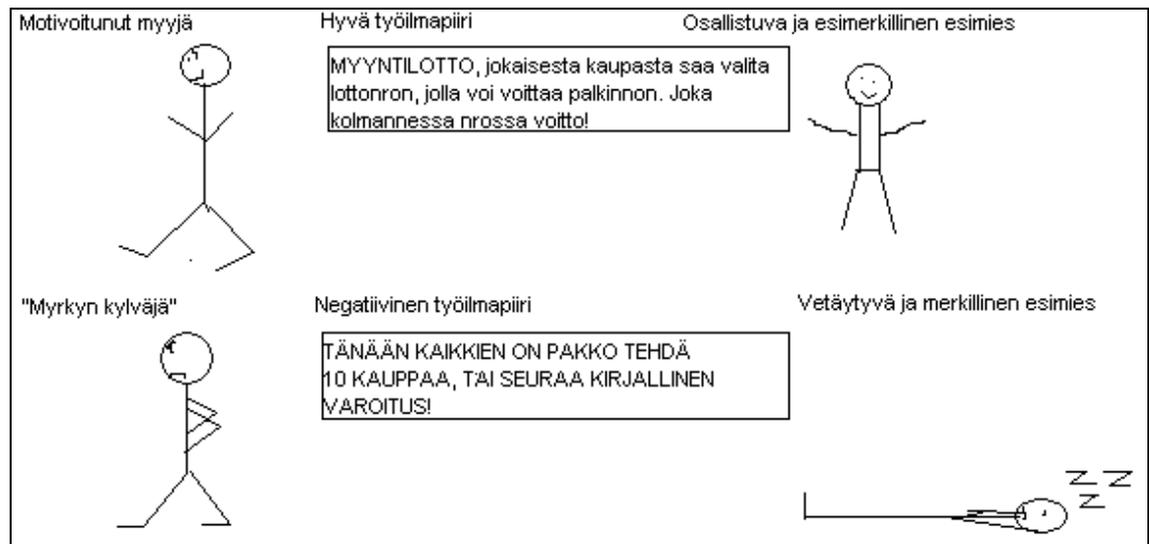 Motivoitunut myyjä
Hyvä työilmapiiri
Osallistuva ja esimerkillinen esimies
MYYNTILOTTO, jokaisesta kaupasta saa valita
lottonron, jolla voi voittaa palkinnon. Joka
kolmannessa nrossa voitto!
"Myrkyn kylväjä"
Negatiivinen työilmapiiri
Vetäytyvä ja merkillinen esimies
TÄNÄÄN KAIKKIEN ON PAKKO TEHDÄ
10 KAUPPAA, TAI SEURAA KIRJALLINEN
VAROITUS!
Z Z
Z